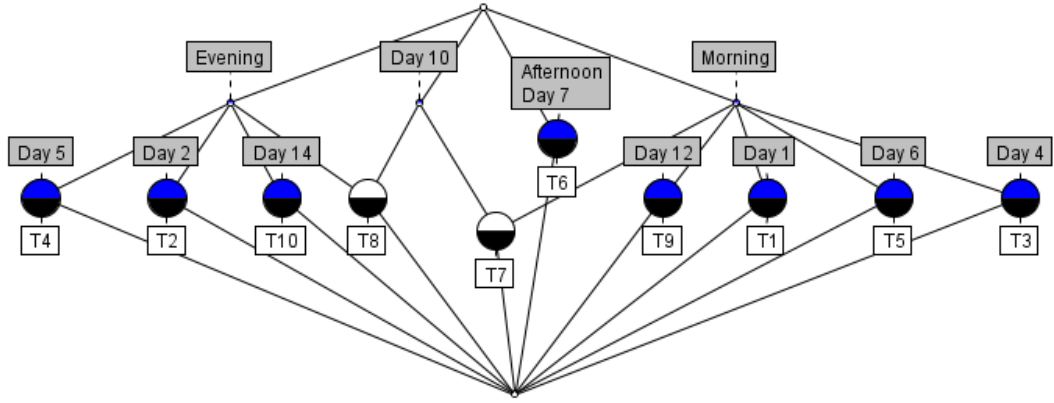 Evening
Day 10
Afternoon
Day 7
Morning
Day 5
Day 2
Day 14
Day 12
Day 1
Day 6
Day 4
T6
T4
T2
T10
T8
T9
T1
T5
T3
T7